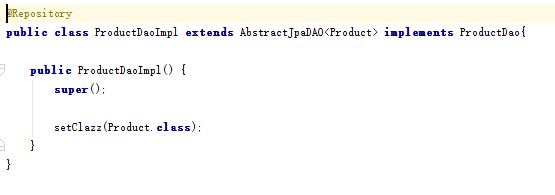 @Repository
public class ProductDaoImpl extends AbstractJpaDAO<Product> implements ProductDao{
public ProductDaoImpl() {
super();
setClazz(Product.class);
}
}